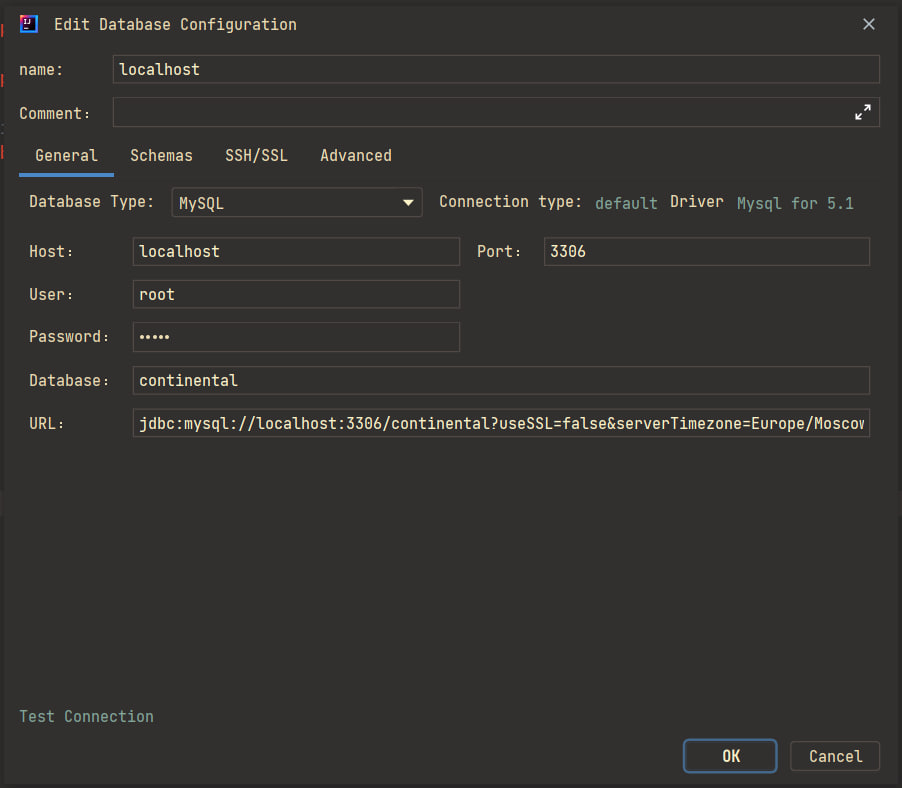 Edit Database Configuration
name: localhost
Comment:
General Schemas SSH/SSL Advanced
Database Type: MySQL Connection type: default Driver Mysql for 5.1
Host: localhost Port: 3306
User: root
Password: •••••
Database: continental
URL: jdbc:mysql://localhost:3306/continental?useSSL=false&serverTimezone=Europe/Moscow
Test Connection
OK Cancel